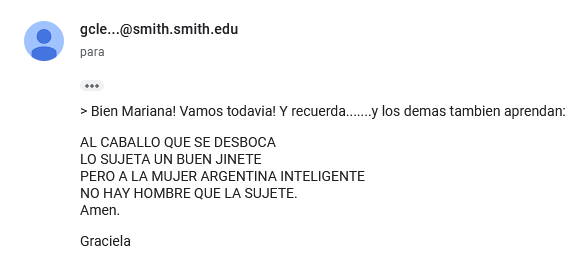 gcle...@smith.smith.edu
para
> Bien Mariana! Vamos todavia! Y recuerda.......y los demas tambien aprendan:
AL CABALLO QUE SE DESBOCA
LO SUJETA UN BUEN JINETE
PERO A LA MUJER ARGENTINA INTELIGENTE
NO HAY HOMBRE QUE LA SUJETE.
Amen.
Graciela